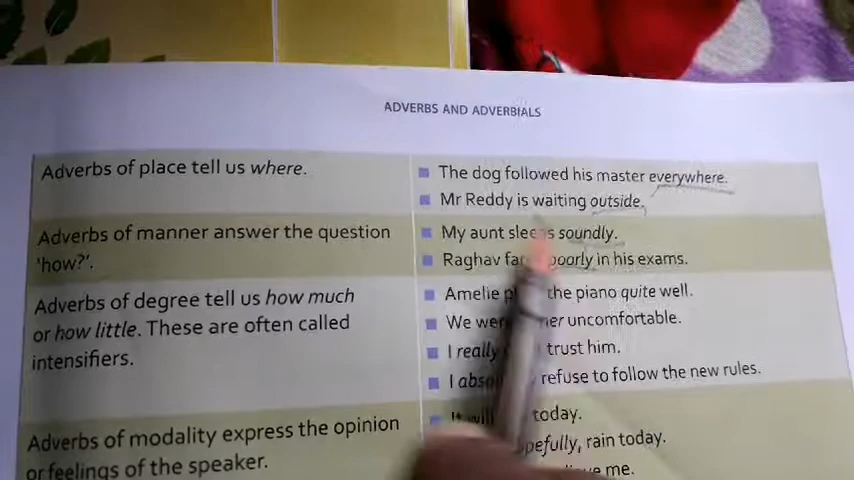 ADVERBS AND ADVERBIALS
Adverbs of place tell us where.
The dog followed his master everywhere.
Mr Reddy is waiting outside.
Adverbs of manner answer the question
'how?'.
My aunt sleeps soundly.
Raghav poorly in his exams.
Adverbs of degree tell us how much
or how little. These are often called
intensifiers.
Amelie the piano quite well.
We uncomfortable.
I really trust him.
I refuse to follow the new rules.
Adverbs of modality express the opinion
or feelings of the speaker.
It will today.
rain today.
me.